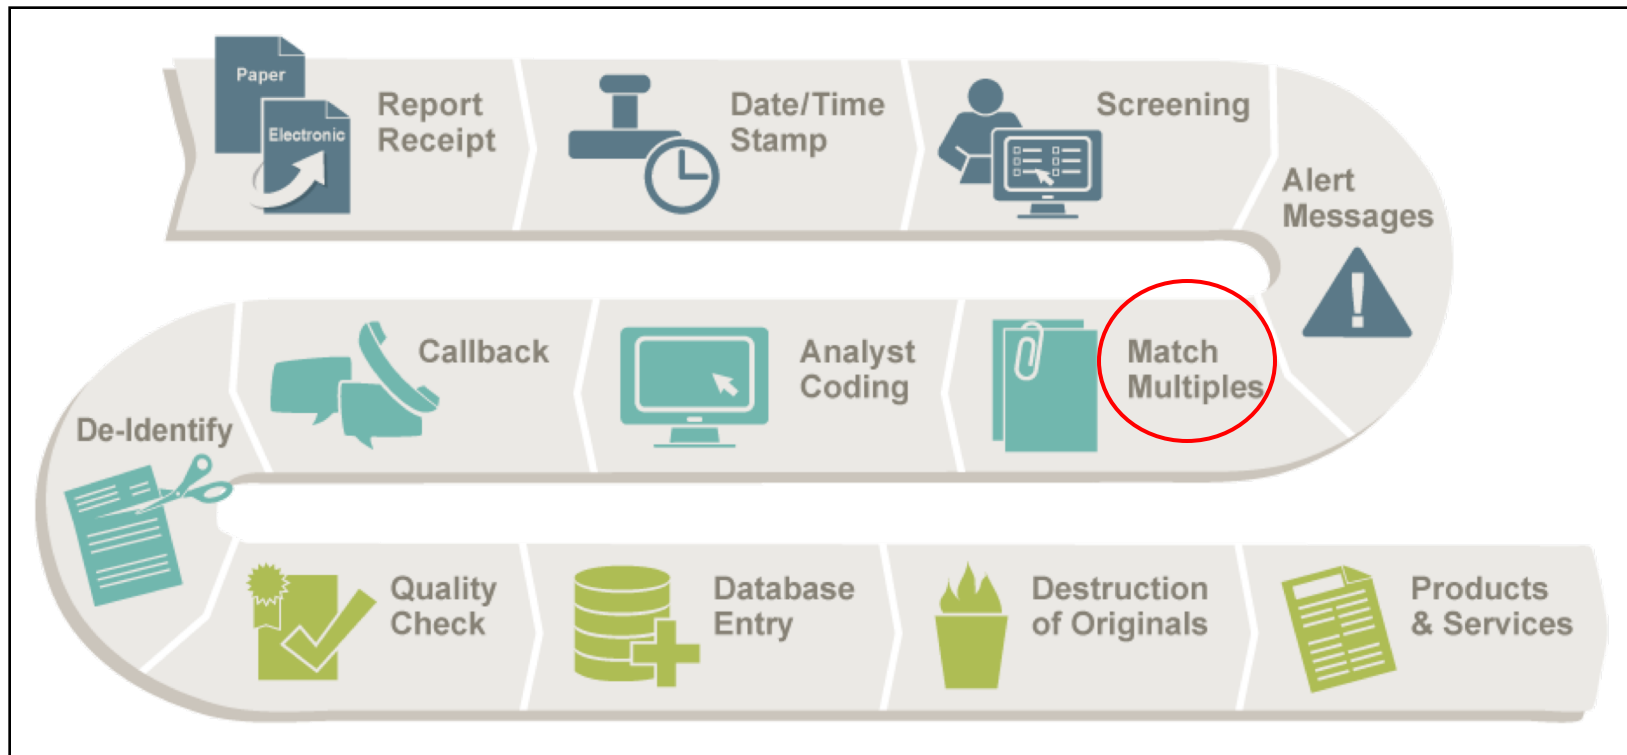 Paper
Electronic
Report
Receipt
Date/Time
Stamp
Screening
Alert
Messages
Match
Multiples
Analyst
Coding
Callback
De-Identify
Quality
Check
Database
Entry
Destruction
of Originals
Products
& Services